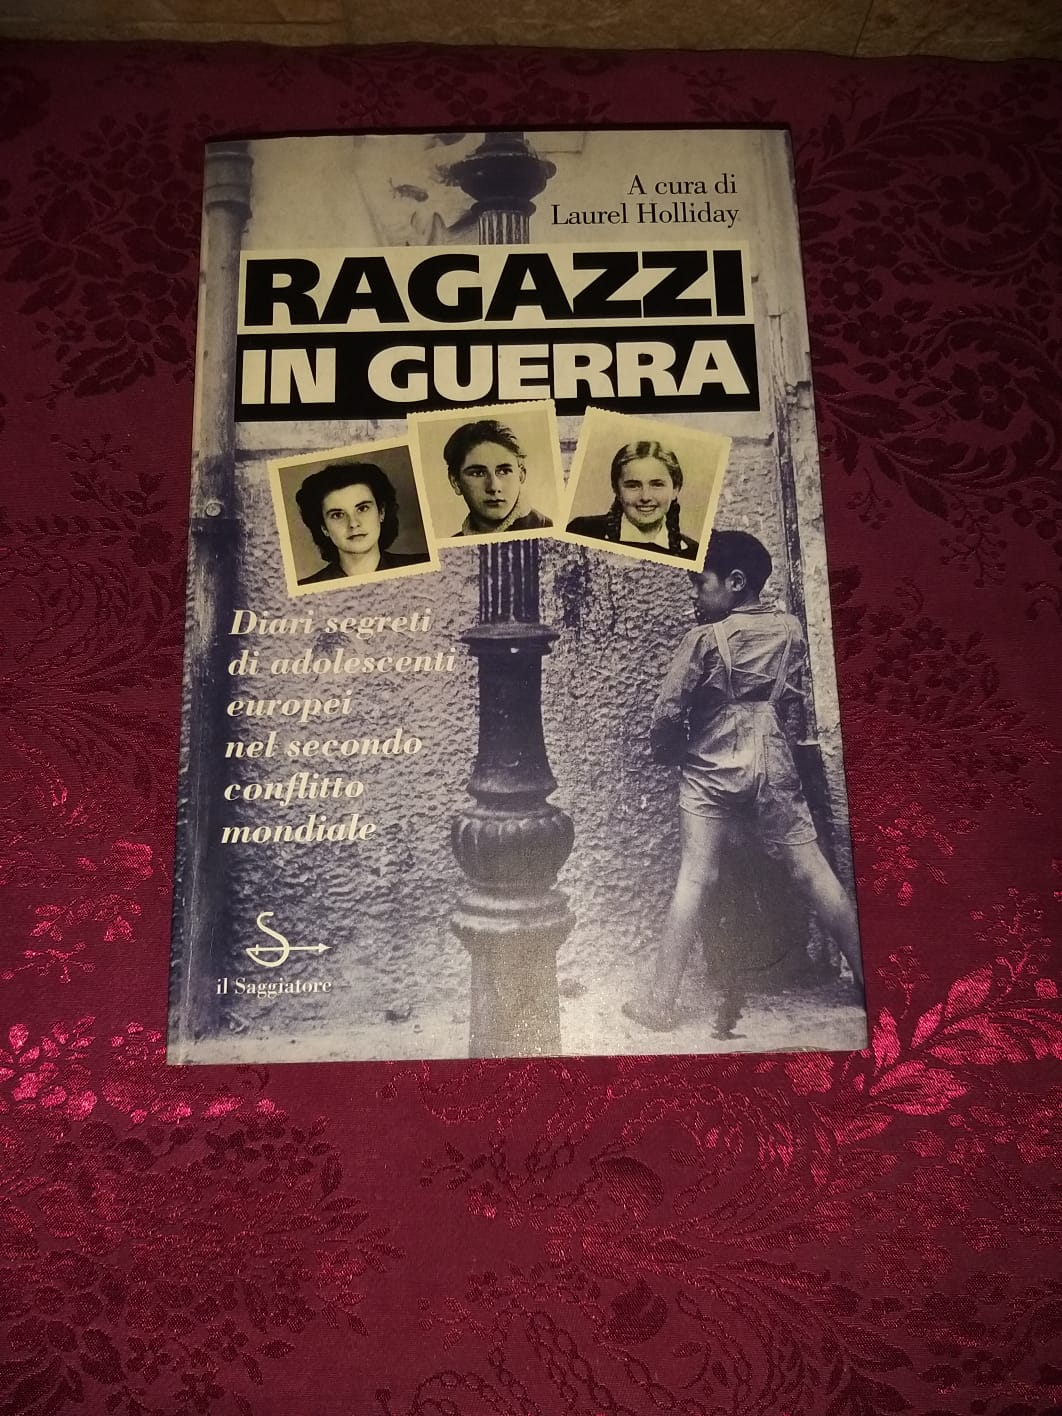 A cura di
Laurel Holliday
RAGAZZI
IN GUERRA
Diari segreti
di adolescenti
europei
nel secondo
conflitto
mondiale
il Saggiatore